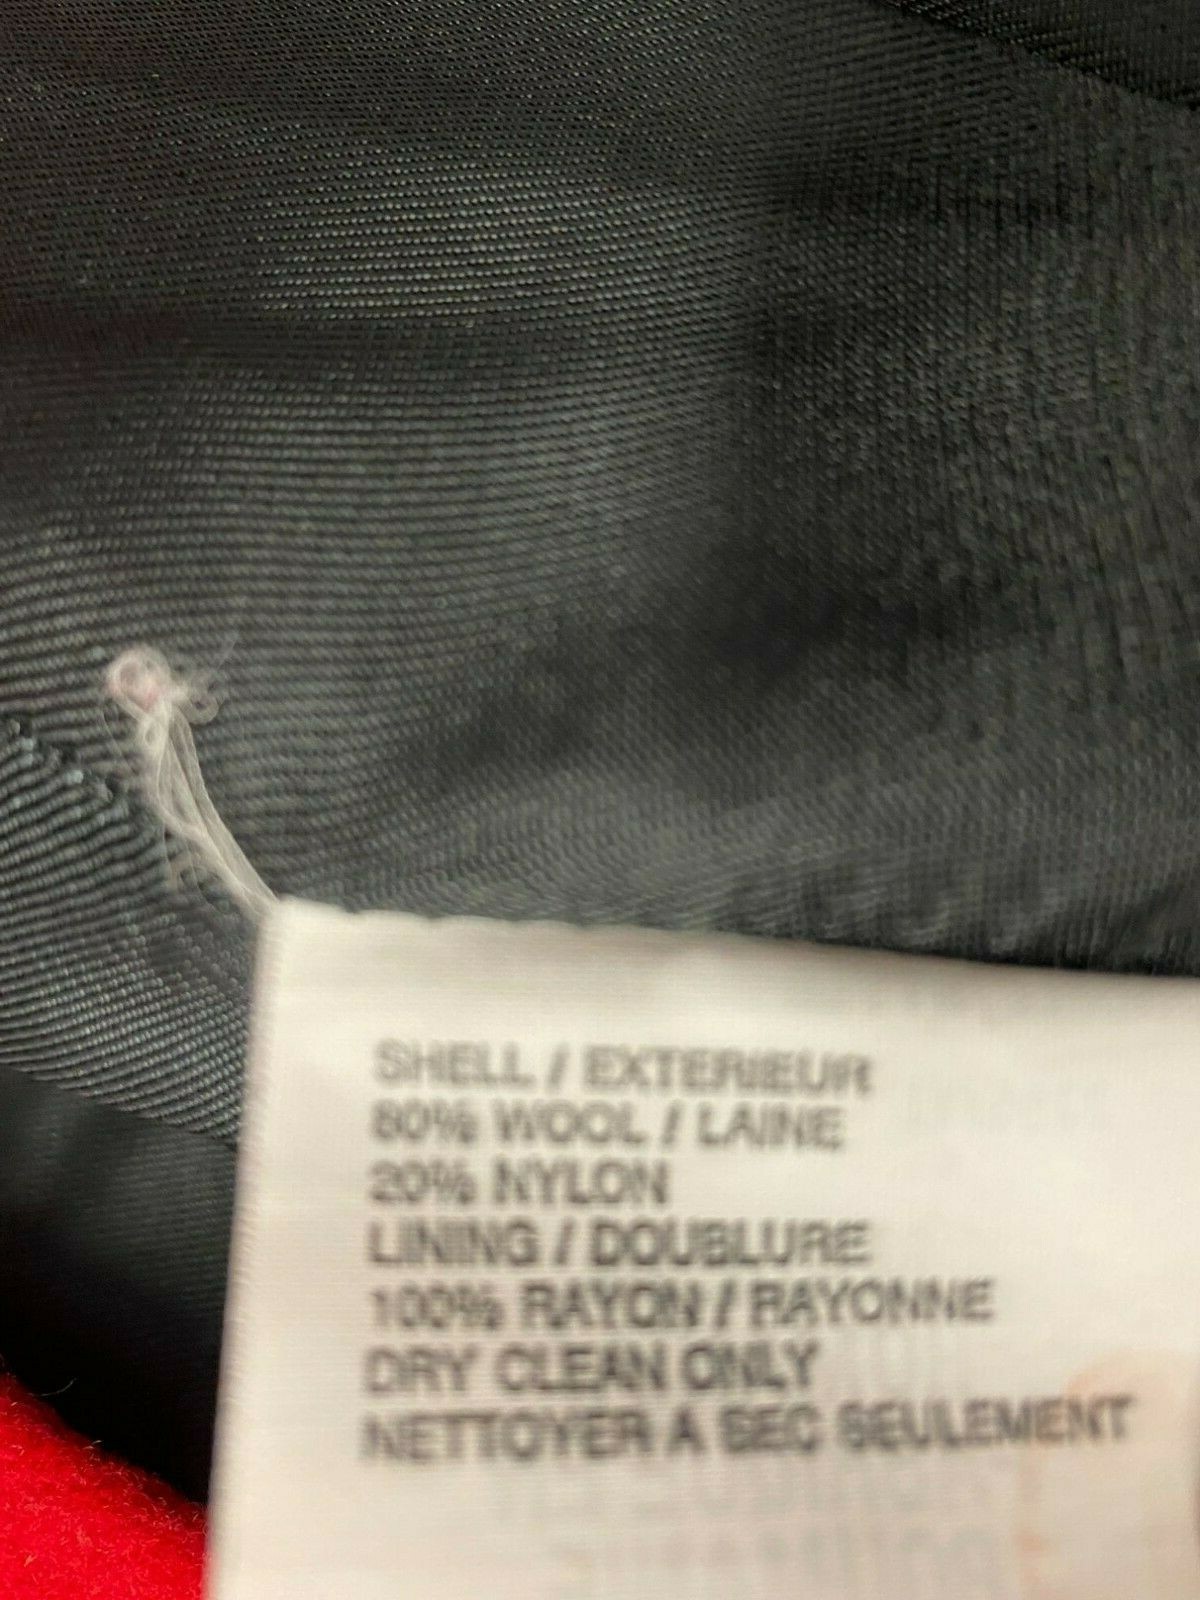 SHELL / EXTERIEUR
80% WOOL / LAINE
20% NYLON
LINING / DOUBLURE
100% RAYON / RAYONNE
DRY CLEAN ONLY
NETTOYER A SEC SEULEMENT